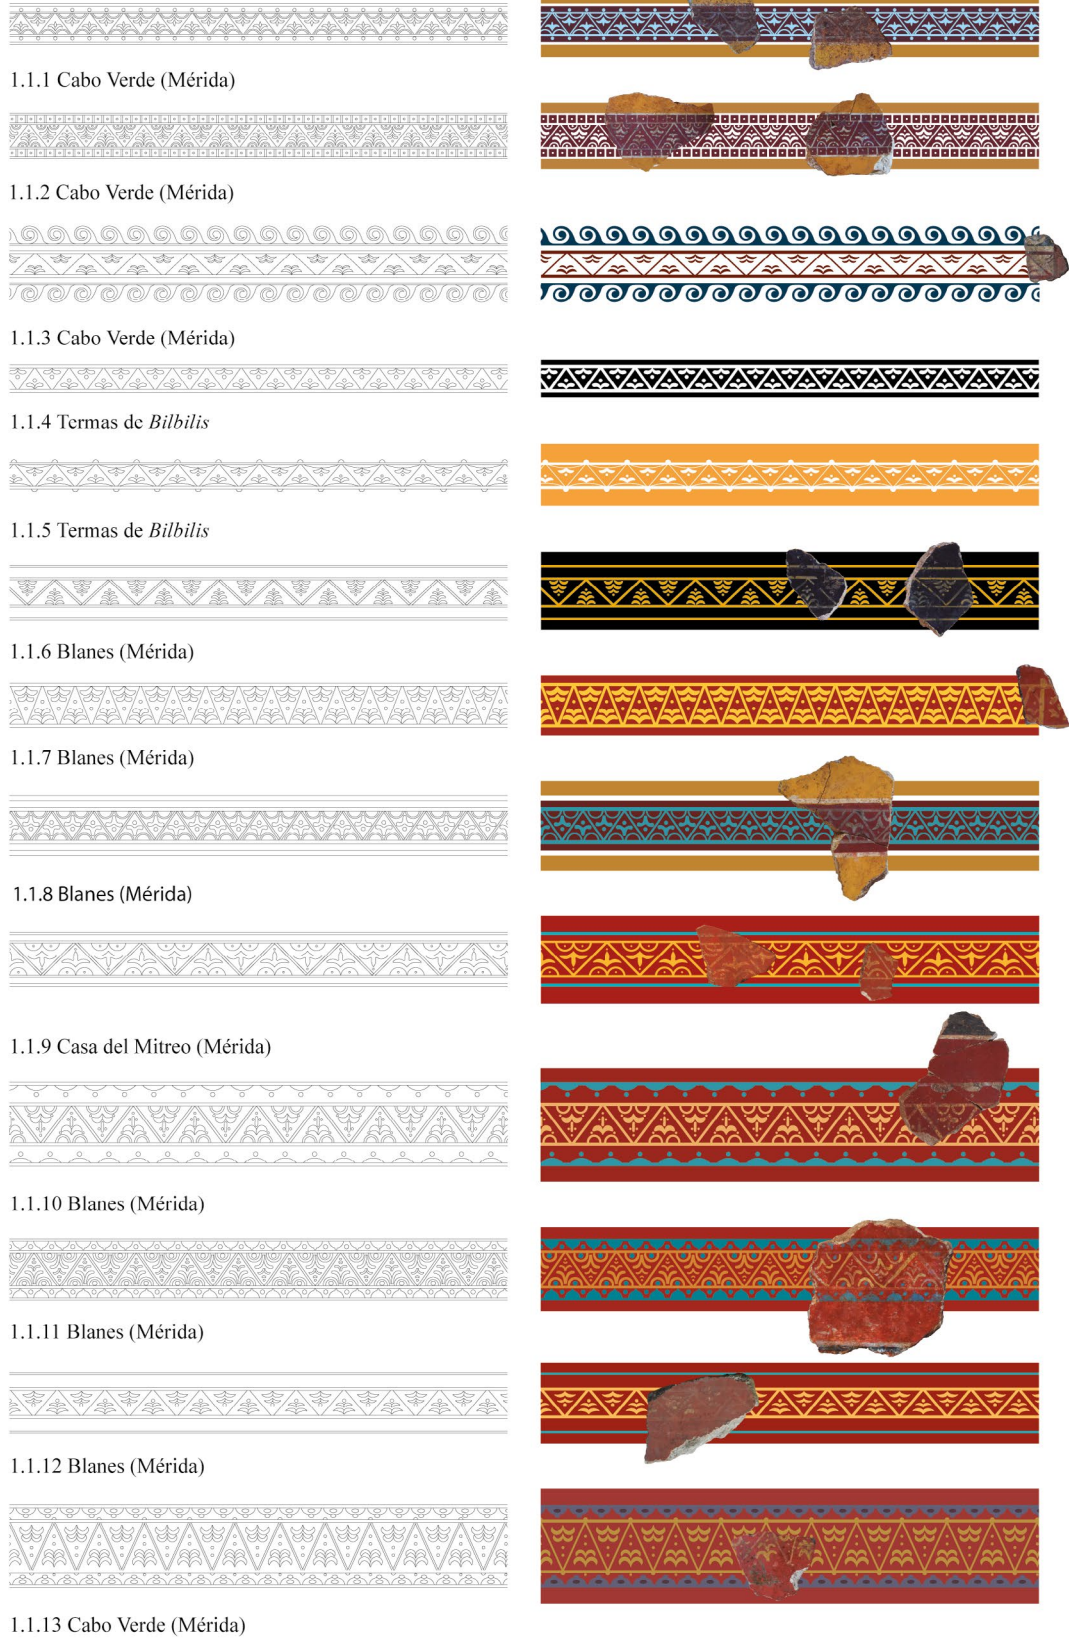 1.1.1 Cabo Verde (Mérida)
1.1.2 Cabo Verde (Mérida)
1.1.3 Cabo Verde (Mérida)
1.1.4 Termas de Bilbilis
1.1.5 Termas de Bilbilis
1.1.6 Blanes (Mérida)
1.1.7 Blanes (Mérida)
1.1.8 Blanes (Mérida)
1.1.9 Casa del Mitreo (Mérida)
1.1.10 Blanes (Mérida)
1.1.11 Blanes (Mérida)
1.1.12 Blanes (Mérida)
1.1.13 Cabo Verde (Mérida)